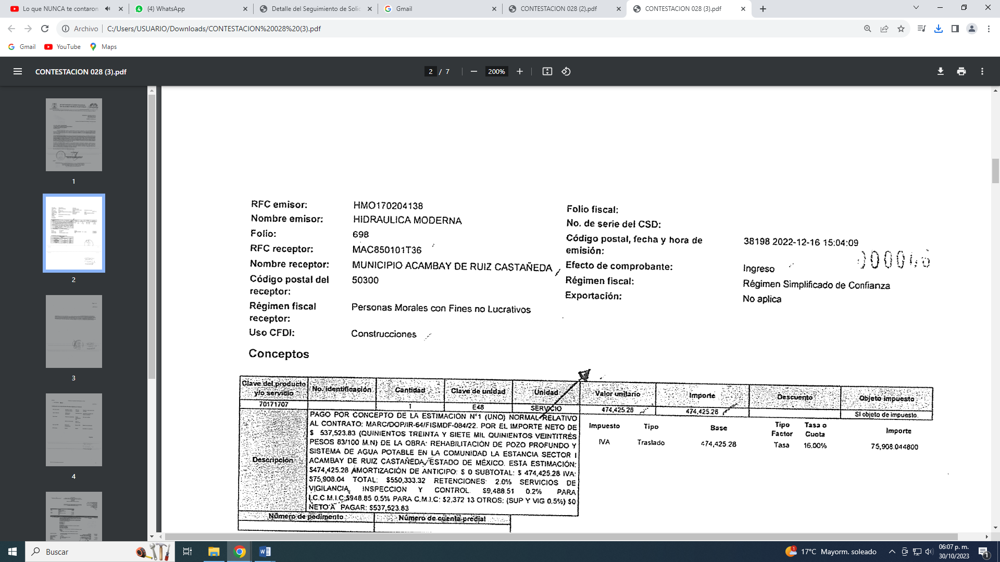 Lo que NUNCA te contaron
(4) WhatsApp
Detalle del Seguimiento de Solic
Gmail
CONTESTACION 028 (2).pdf
CONTESTACION 028 (3).pdf
Archivo
C:/Users/USUARIO/Downloads/CONTESTACION%20028%20(3).pdf
Gmail
YouTube
Maps
CONTESTACION 028 (3).pdf
2 / 7
200%
1
2
3
4
RFC emisor: HMO170204138
Nombre emisor: HIDRAULICA MODERNA
Folio: 698
RFC receptor: MAC850101T36
Nombre receptor: MUNICIPIO ACAMBAY DE RUIZ CASTAÑEDA
Código postal del receptor: 50300
Régimen fiscal receptor: Personas Morales con Fines no Lucrativos
Uso CFDI: Construcciones
Folio fiscal:
No. de serie del CSD:
Código postal, fecha y hora de emisión: 38198 2022-12-16 15:04:09
Efecto de comprobante: Ingreso
Régimen fiscal: Régimen Simplificado de Confianza
Exportación: No aplica
Conceptos
Clave del producto y/o servicio
No. identificación
Cantidad
Clave de unidad
Unidad
Valor unitario
Importe
Descuento
Objeto impuesto
70171707
1
E48
SERVICIO
474,425.28
474,425.28
Sí objeto de impuesto.
Descripción
PAGO POR CONCEPTO DE LA ESTIMACIÓN N°1 (UNO) NORMAL RELATIVO
AL CONTRATO: MARC/DOP/IR-64/FISMDF-084/22. POR EL IMPORTE NETO DE
$ 537,523.83 (QUINIENTOS TREINTA Y SIETE MIL QUINIENTOS VEINTITRÉS
PESOS 83/100 M.N) DE LA OBRA: REHABILITACIÓN DE POZO PROFUNDO Y
SISTEMA DE AGUA POTABLE EN LA COMUNIDAD LA ESTANCIA SECTOR I
ACAMBAY DE RUIZ CASTAÑEDA, ESTADO DE MÉXICO. ESTA ESTIMACIÓN:
$474,425.28 AMORTIZACIÓN DE ANTICIPO: $ 0 SUBTOTAL: $ 474,425.28 IVA:
$75,908.04 TOTAL: $550,333.32 RETENCIONES: 2.0% SERVICIOS DE
VIGILANCIA, INSPECCION Y CONTROL $9,488.51 0.2% PARA
I.C.C.M.I.C:$948.85 0.5% PARA C.M.I.C: $2,372 13 OTROS: (SUP Y VIG 0.5%) $0
NETO A PAGAR: $537,523.83
Impuesto
Tipo
Base
Tipo Factor
Tasa o Cuota
Importe
IVA
Traslado
474,425.28
Tasa
16.00%
75,908.044800
Número de pedimento
Número de cuenta predial
Buscar
17°C Mayorm. soleado
06:07 p. m.
30/10/2023
1